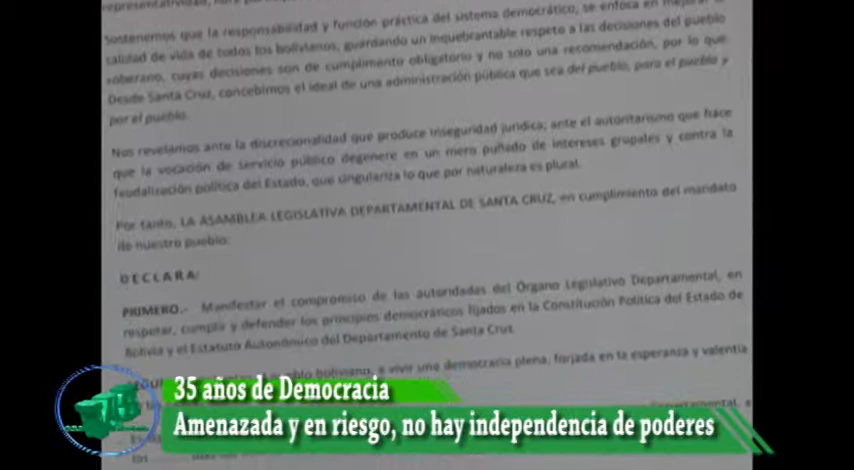 representatividad,
Sostenemos que la responsabilidad y función práctica del sistema democrático, se enfoca en mejorar la
calidad de vida de todos los bolivianos, guardando un inquebrantable respeto a las decisiones del pueblo
soberano, cuyas decisiones son de cumplimento obligatorio y no solo una recomendación, por lo que
Desde Santa Cruz, concebimos el ideal de una administración pública que sea del pueblo, para el pueblo y
por el pueblo.
Nos revelamos ante la discrecionalidad que produce inseguridad jurídica; ante el autoritarismo que hace
que la vocación de servicio público degenere en un mero puñado de intereses grupales y contra la
feudalización política del Estado, que singulariza lo que por naturaleza es plural.
Por tanto, LA ASAMBLEA LEGISLATIVA DEPARTAMENTAL DE SANTA CRUZ, en cumplimiento del mandato
de nuestro pueblo:
DECLARA:
PRIMERO.- Manifestar el compromiso de las autoridades del Órgano Legislativo Departamental, en
respetar, cumplir y defender los principios democráticos fijados en la Constitución Política del Estado de
Bolivia y el Estatuto Autonómico del Departamento de Santa Cruz.
boliviano, a vivir una democracia plena, forjada en la esperanza y valentía
35 años de Democracia
Amenazada y en riesgo, no hay independencia de poderes